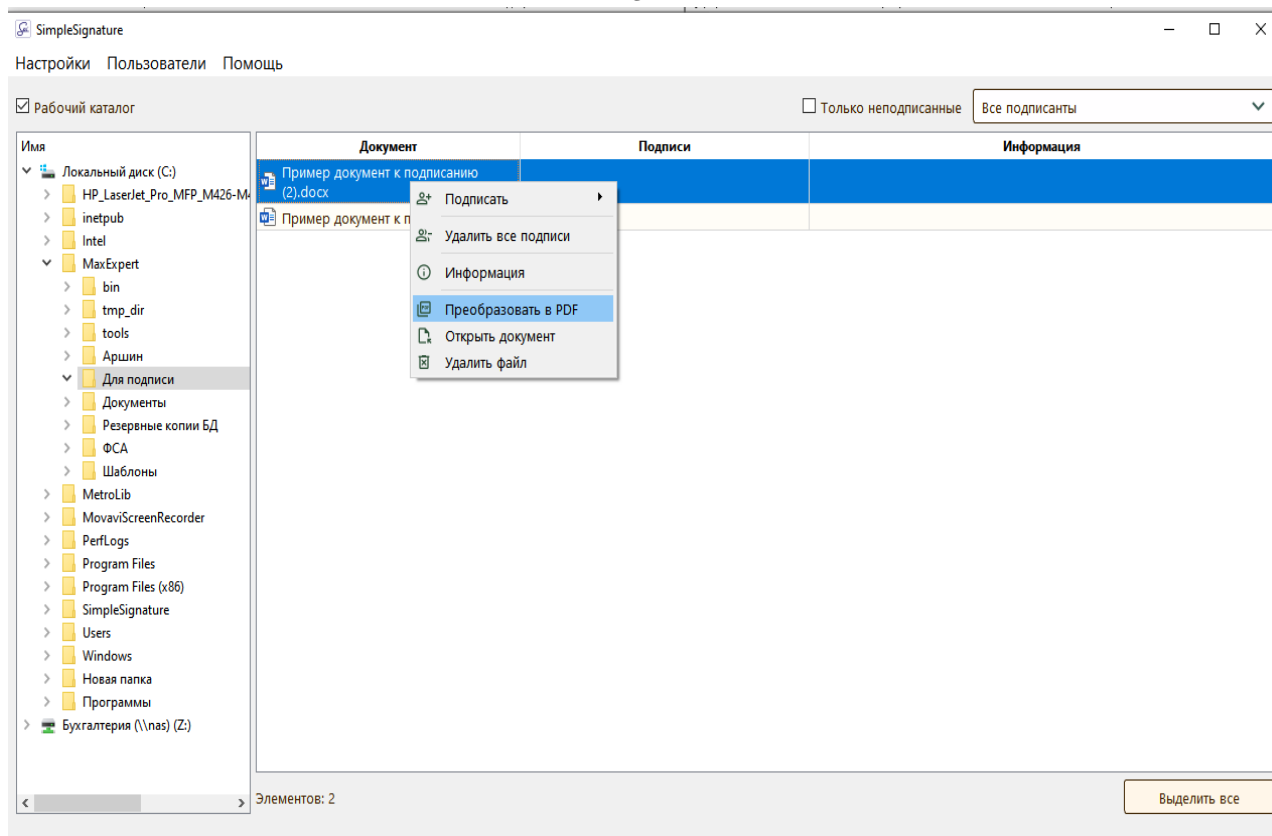 SimpleSignature
Настройки Пользователи Помощь
Рабочий каталог
Только неподписанные
Все подписанты
Имя
Локальный диск (C:)
HP_LaserJet_Pro_MFP_M426-M
inetpub
Intel
MaxExpert
bin
tmp_dir
tools
Аршин
Для подписи
Документы
Резервные копии БД
ФСА
Шаблоны
MetroLib
MovaviScreenRecorder
PerfLogs
Program Files
Program Files (x86)
SimpleSignature
Users
Windows
Новая папка
Программы
Бухгалтерия (\\nas) (Z:)
Документ Подписи Информация
Пример документ к подписанию
(2).docx
Пример документ к п
Подписать
Удалить все подписи
Информация
Преобразовать в PDF
Открыть документ
Удалить файл
Элементов: 2
Выделить все